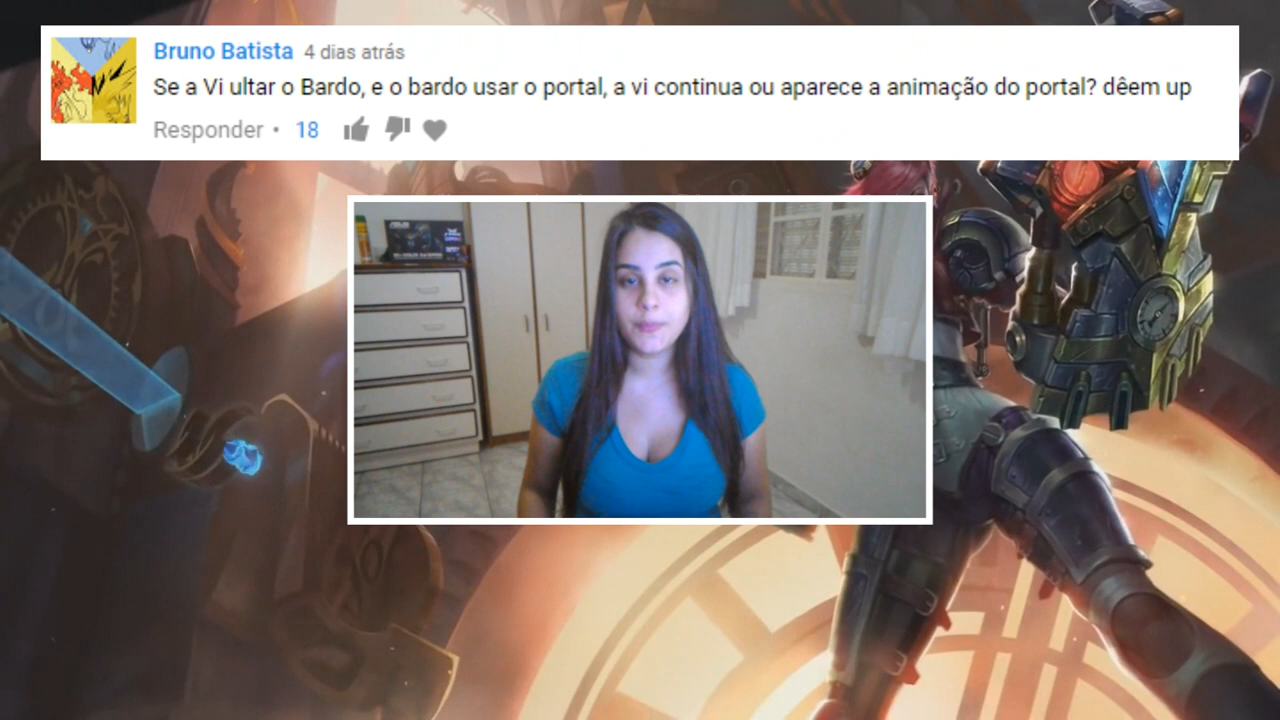 Bruno Batista 4 dias atrás
Se a Vi ultar o Bardo, e o bardo usar o portal, a vi continua ou aparece a animação do portal? dêem up
Responder • 18
ASUS